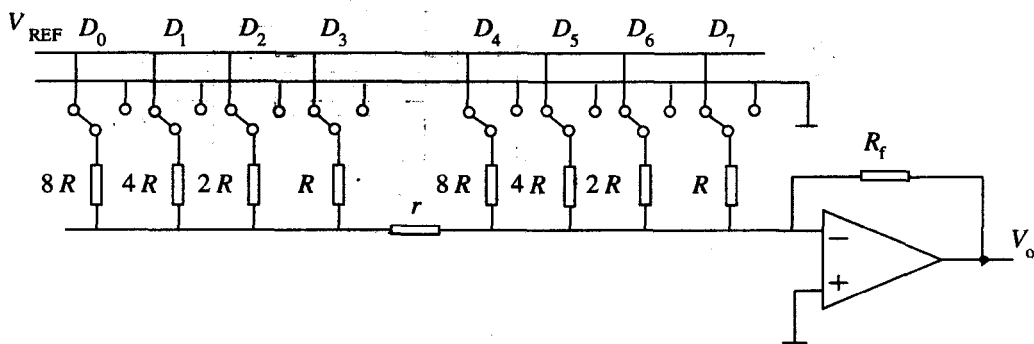 V_REF D_0 D_1 D_2 D_3 D_4 D_5 D_6 D_7
R_f
8R 4R 2R R 8R 4R 2R R
r
V_o
−
+